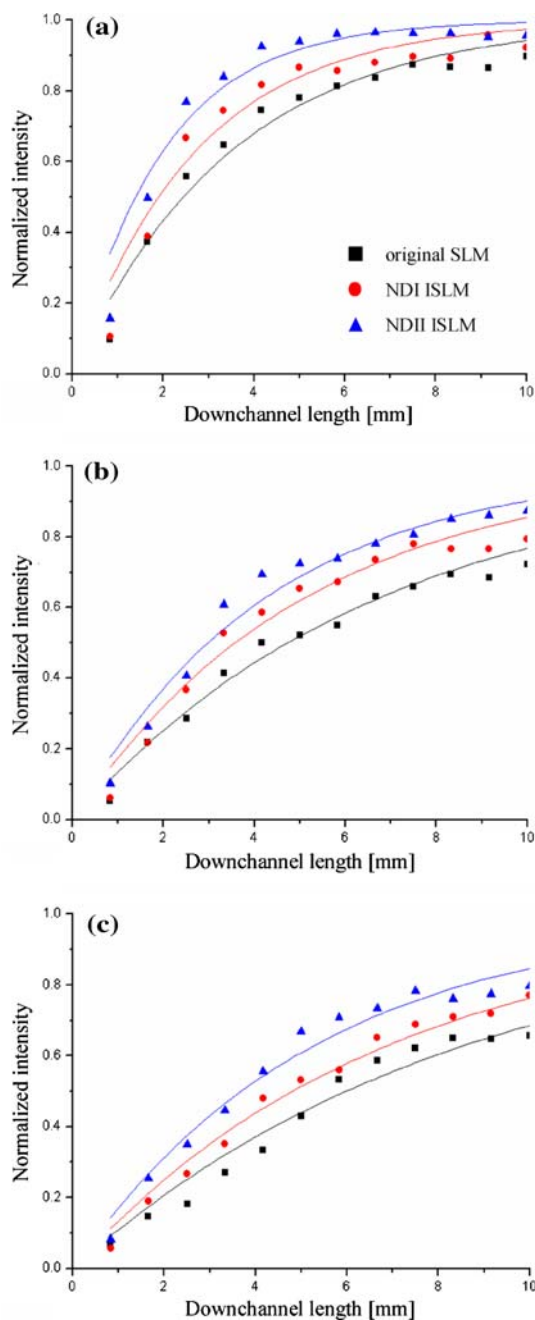 (a)
1.0
0.8
0.6
0.4
0.2
0.0
Normalized intensity
original SLM
NDI ISLM
NDII ISLM
0 2 4 6 8 10
Downchannel length [mm]
(b)
1.0
0.8
0.6
0.4
0.2
0.0
Normalized intensity
0 2 4 6 8 10
Downchannel length [mm]
(c)
1.0
0.8
0.6
0.4
0.2
0.0
Normalized intensity
0 2 4 6 8 10
Downchannel length [mm]